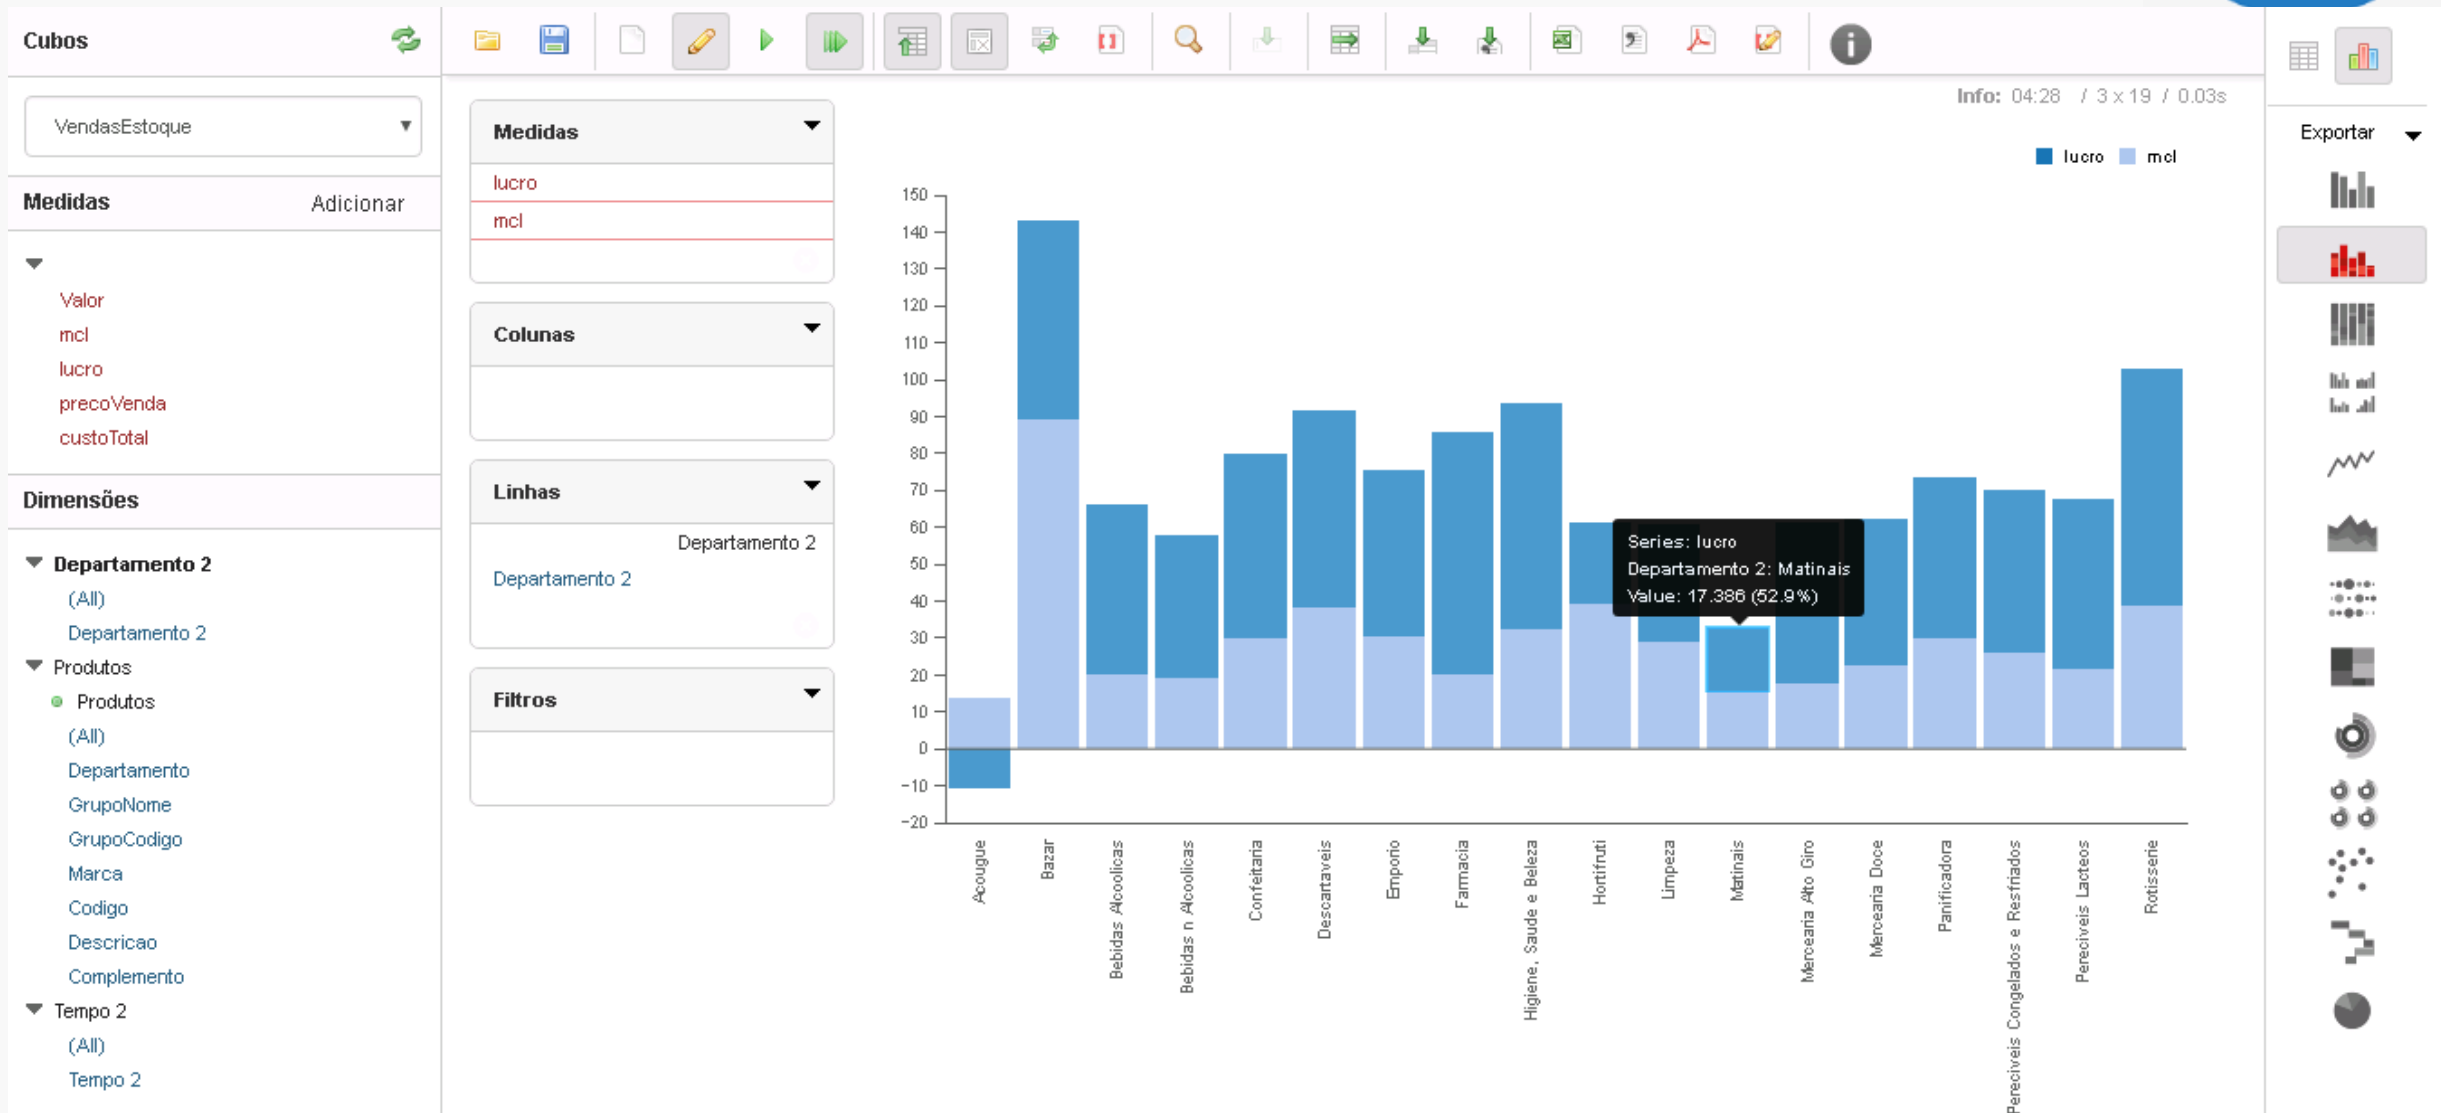 Cubos
VendasEstoque
Medidas Adicionar
Valor
mcl
lucro
precoVenda
custoTotal
Dimensões
Departamento 2
(All)
Departamento 2
Produtos
Produtos
(All)
Departamento
GrupoNome
GrupoCodigo
Marca
Codigo
Descricao
Complemento
Tempo 2
(All)
Tempo 2
Medidas
lucro
mcl
Colunas
Linhas
Departamento 2
Departamento 2
Filtros
Info: 04:28 / 3 x 19 / 0.03s
lucro mcl
150
140
130
120
110
100
90
80
70
60
50
40
30
20
10
0
-10
-20
Series: lucro
Departamento 2: Matinais
Value: 17.386 (52.9%)
Acougue
Bazar
Bebidas Alcoolicas
Bebidas n Alcoolicas
Confeitaria
Descartaveis
Emporio
Farmacia
Higiene, Saude e Beleza
Hortifruti
Limpeza
Matinais
Mercearia Alto Giro
Mercearia Doce
Panificadora
Pereciveis Congelados e Resfriados
Pereciveis Lacteos
Rotisserie
Exportar